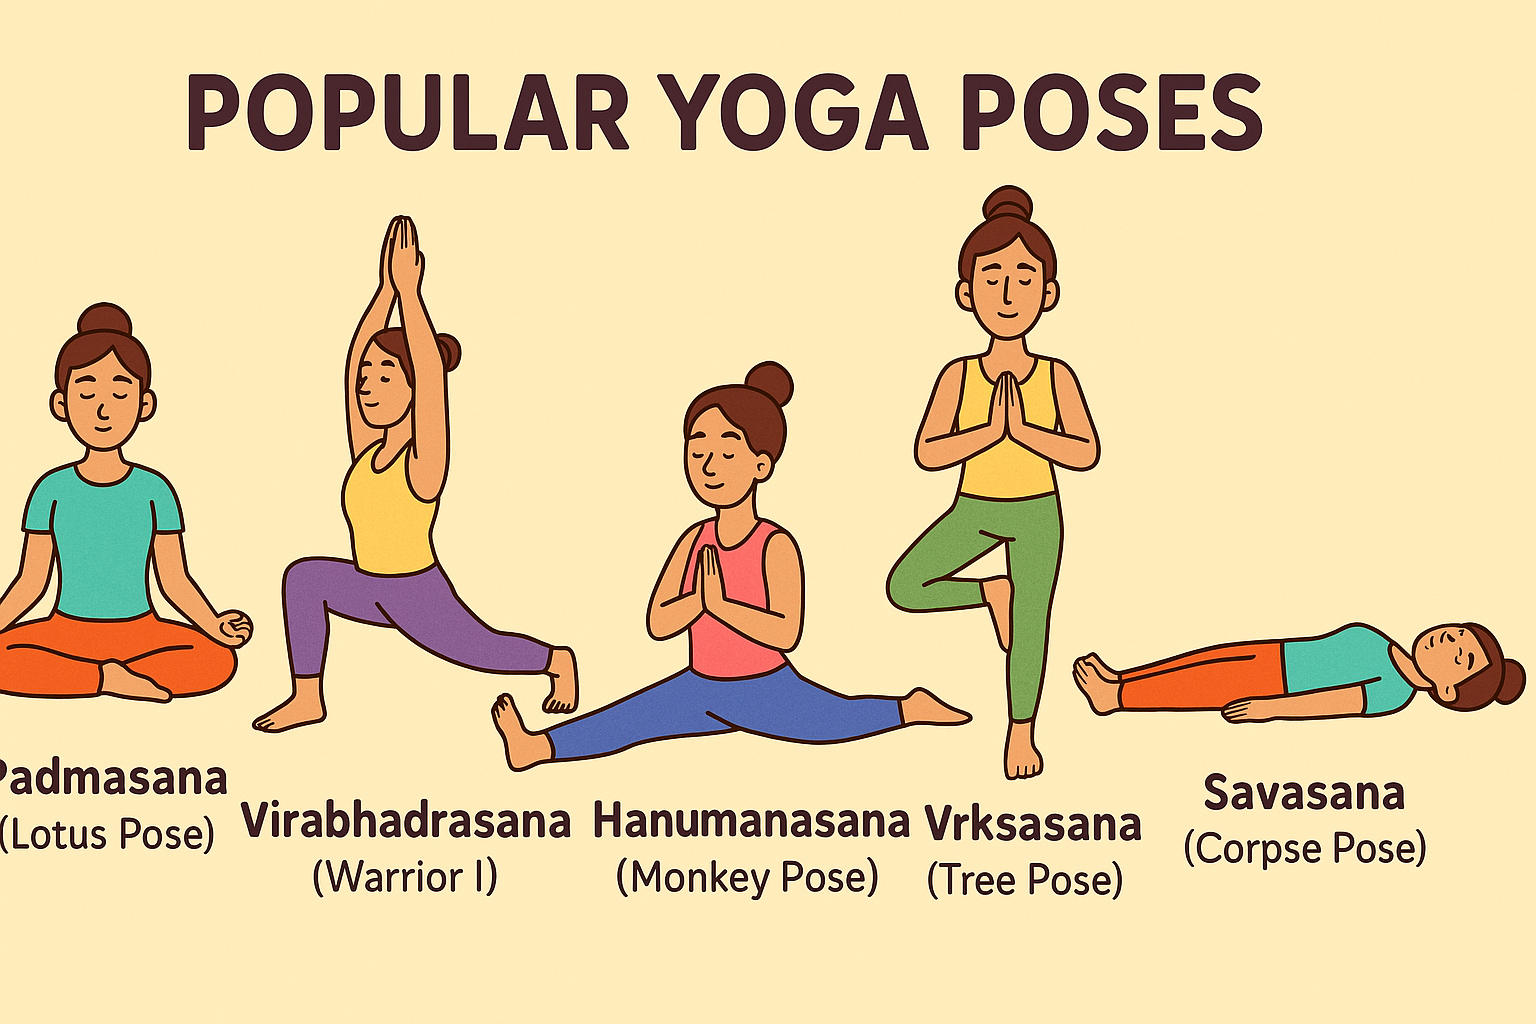 POPULAR YOGA POSES
Padmasana
(Lotus Pose)
Virabhadrasana
(Warrior I)
Hanumanasana
(Monkey Pose)
Vrksasana
(Tree Pose)
Savasana
(Corpse Pose)